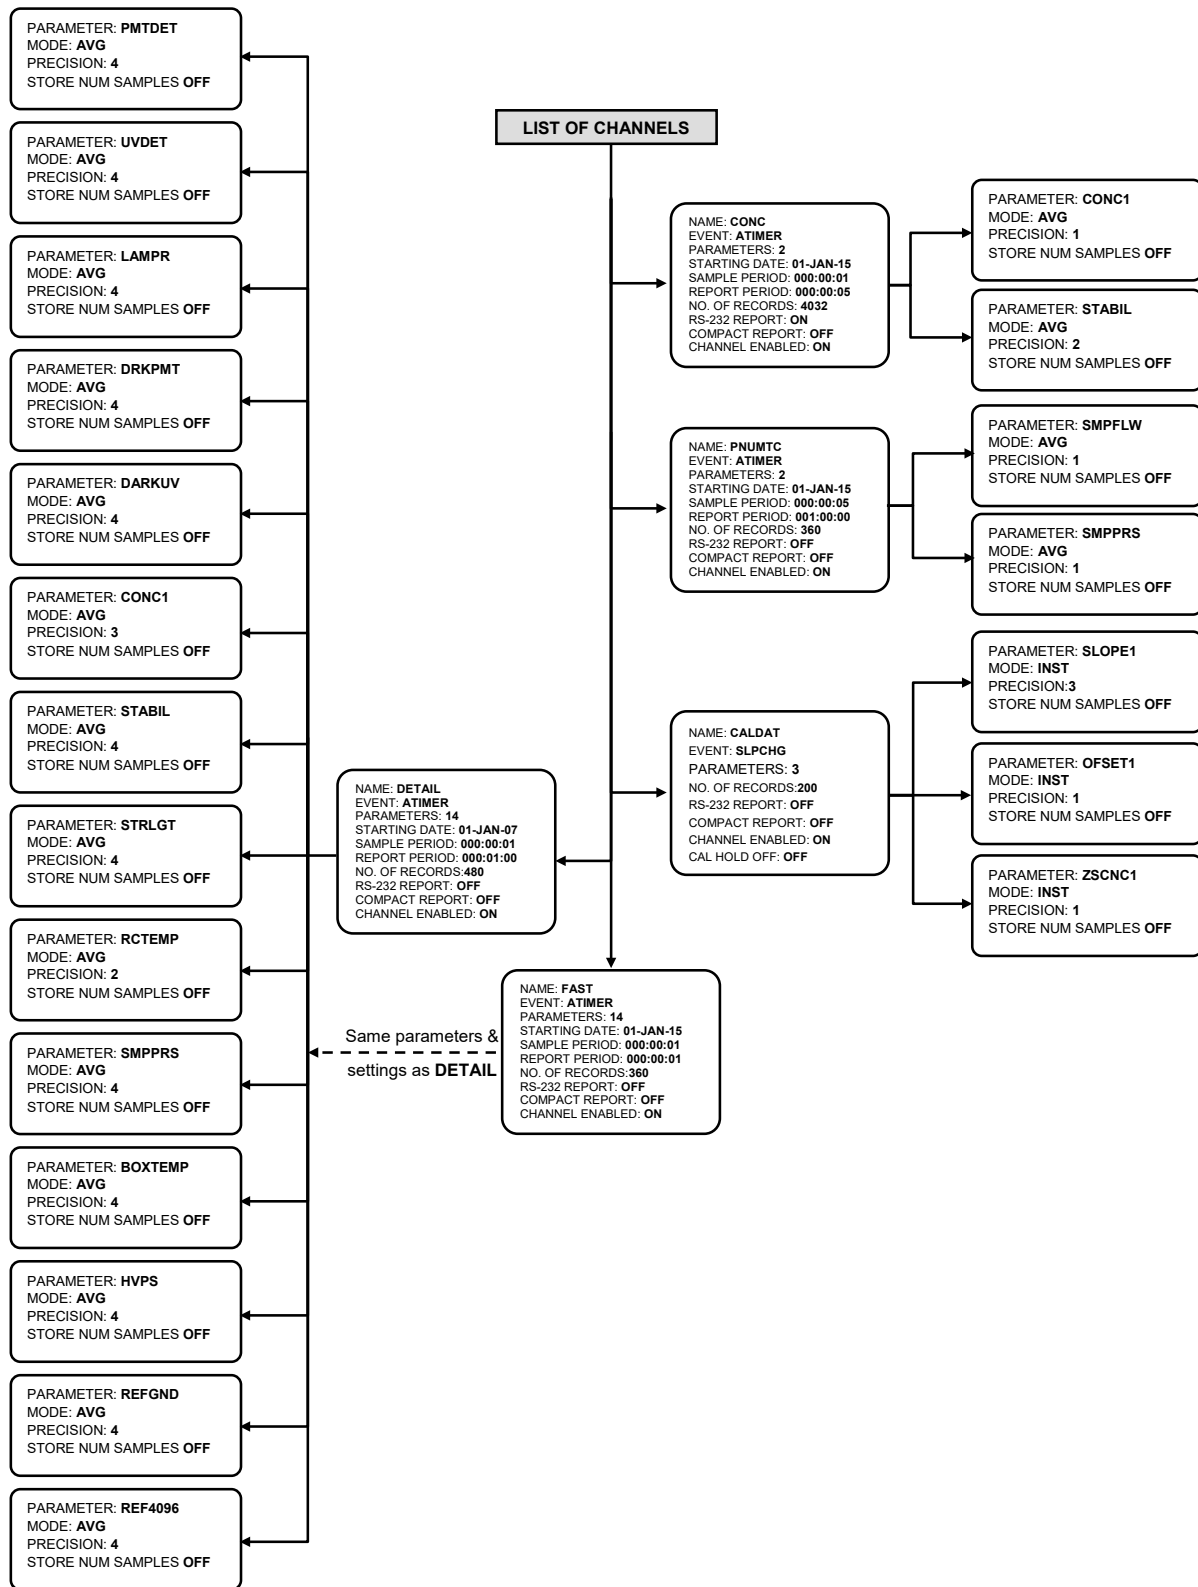 PARAMETER: PMTDET
MODE: AVG
PRECISION: 4
STORE NUM SAMPLES OFF
PARAMETER: UVDET
MODE: AVG
PRECISION: 4
STORE NUM SAMPLES OFF
PARAMETER: LAMPR
MODE: AVG
PRECISION: 4
STORE NUM SAMPLES OFF
PARAMETER: DRKPMT
MODE: AVG
PRECISION: 4
STORE NUM SAMPLES OFF
PARAMETER: DARKUV
MODE: AVG
PRECISION: 4
STORE NUM SAMPLES OFF
PARAMETER: CONC1
MODE: AVG
PRECISION: 3
STORE NUM SAMPLES OFF
PARAMETER: STABIL
MODE: AVG
PRECISION: 4
STORE NUM SAMPLES OFF
PARAMETER: STRLGT
MODE: AVG
PRECISION: 4
STORE NUM SAMPLES OFF
PARAMETER: RCTEMP
MODE: AVG
PRECISION: 2
STORE NUM SAMPLES OFF
PARAMETER: SMPPRS
MODE: AVG
PRECISION: 4
STORE NUM SAMPLES OFF
PARAMETER: BOXTEMP
MODE: AVG
PRECISION: 4
STORE NUM SAMPLES OFF
PARAMETER: HVPS
MODE: AVG
PRECISION: 4
STORE NUM SAMPLES OFF
PARAMETER: REFGND
MODE: AVG
PRECISION: 4
STORE NUM SAMPLES OFF
PARAMETER: REF4096
MODE: AVG
PRECISION: 4
STORE NUM SAMPLES OFF
LIST OF CHANNELS
NAME: DETAIL
EVENT: ATIMER
PARAMETERS: 14
STARTING DATE: 01-JAN-07
SAMPLE PERIOD: 000:00:01
REPORT PERIOD: 000:01:00
NO. OF RECORDS:480
RS-232 REPORT: OFF
COMPACT REPORT: OFF
CHANNEL ENABLED: ON
Same parameters &
settings as DETAIL
NAME: FAST
EVENT: ATIMER
PARAMETERS: 14
STARTING DATE: 01-JAN-15
SAMPLE PERIOD: 000:00:01
REPORT PERIOD: 000:00:01
NO. OF RECORDS:360
RS-232 REPORT: OFF
COMPACT REPORT: OFF
CHANNEL ENABLED: ON
NAME: CONC
EVENT: ATIMER
PARAMETERS: 2
STARTING DATE: 01-JAN-15
SAMPLE PERIOD: 000:00:01
REPORT PERIOD: 000:00:05
NO. OF RECORDS: 4032
RS-232 REPORT: ON
COMPACT REPORT: OFF
CHANNEL ENABLED: ON
NAME: PNUMTC
EVENT: ATIMER
PARAMETERS: 2
STARTING DATE: 01-JAN-15
SAMPLE PERIOD: 000:00:05
REPORT PERIOD: 001:00:00
NO. OF RECORDS: 360
RS-232 REPORT: OFF
COMPACT REPORT: OFF
CHANNEL ENABLED: ON
NAME: CALDAT
EVENT: SLPCHG
PARAMETERS: 3
NO. OF RECORDS:200
RS-232 REPORT: OFF
COMPACT REPORT: OFF
CHANNEL ENABLED: ON
CAL HOLD OFF: OFF
PARAMETER: CONC1
MODE: AVG
PRECISION: 1
STORE NUM SAMPLES OFF
PARAMETER: STABIL
MODE: AVG
PRECISION: 2
STORE NUM SAMPLES OFF
PARAMETER: SMPFLW
MODE: AVG
PRECISION: 1
STORE NUM SAMPLES OFF
PARAMETER: SMPPRS
MODE: AVG
PRECISION: 1
STORE NUM SAMPLES OFF
PARAMETER: SLOPE1
MODE: INST
PRECISION:3
STORE NUM SAMPLES OFF
PARAMETER: OFSET1
MODE: INST
PRECISION: 1
STORE NUM SAMPLES OFF
PARAMETER: ZSCNC1
MODE: INST
PRECISION: 1
STORE NUM SAMPLES OFF